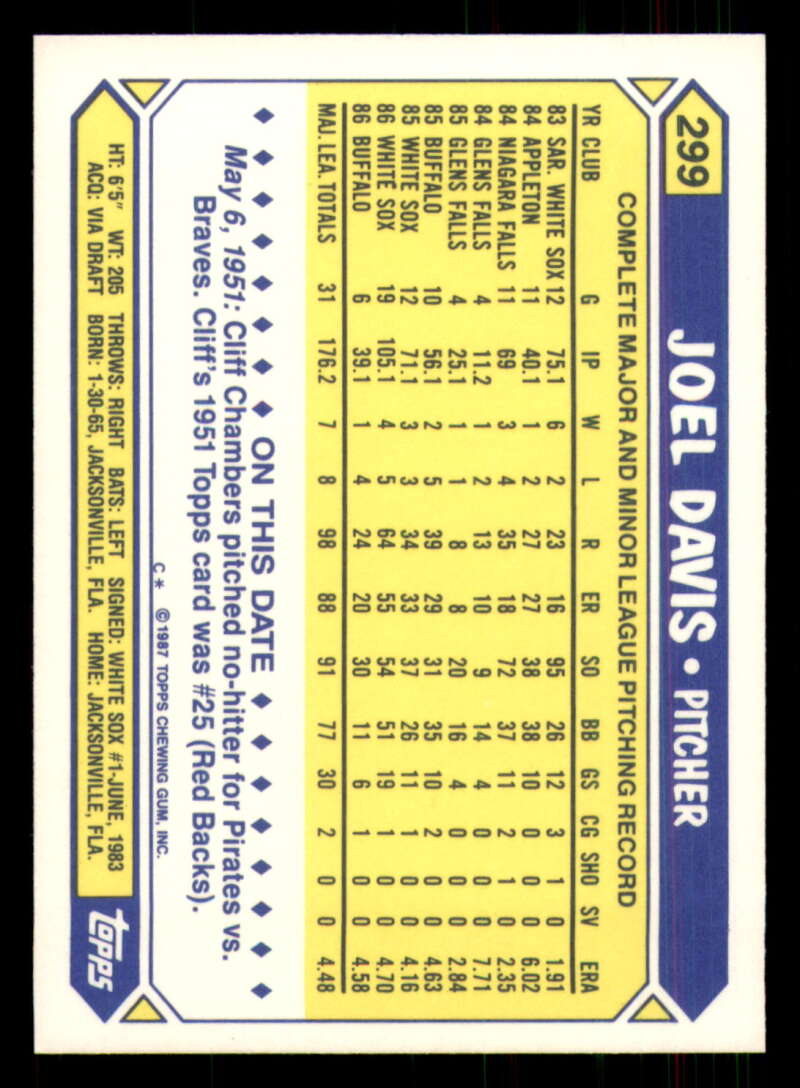 299 JOEL DAVIS • PITCHER
COMPLETE MAJOR AND MINOR LEAGUE PITCHING RECORD
YR CLUB G IP W L R ER SO BB GS CG SHO SV ERA
83 SAR. WHITE SOX 12 75.1 6 2 23 16 95 26 12 3 1 0 1.91
84 APPLETON 11 40.1 1 2 27 27 38 38 10 0 0 0 6.02
84 NIAGARA FALLS 11 69 3 4 35 18 72 37 11 2 1 0 2.35
84 GLENS FALLS 4 11.2 1 2 13 10 9 14 4 0 0 0 7.71
85 GLENS FALLS 4 25.1 1 1 8 8 20 16 4 0 0 0 2.84
85 BUFFALO 10 56.1 2 5 39 29 31 35 10 2 0 0 4.63
85 WHITE SOX 12 71.1 3 3 34 33 37 26 11 1 0 0 4.16
86 WHITE SOX 19 105.1 4 5 64 55 54 51 19 1 0 0 4.70
86 BUFFALO 6 39.1 1 4 24 20 30 11 6 1 0 0 4.58
MAJ. LEA. TOTALS 31 176.2 7 8 98 88 91 77 30 2 0 0 4.48
♦ ♦ ♦ ♦ ♦ ♦ ♦ ♦ ON THIS DATE ♦ ♦ ♦ ♦ ♦ ♦ ♦ ♦
May 6, 1951: Cliff Chambers pitched no-hitter for Pirates vs.
Braves. Cliff's 1951 Topps card was #25 (Red Backs).
C * ©1987 TOPPS CHEWING GUM, INC.
HT: 6'5" WT: 205 THROWS: RIGHT BATS: LEFT SIGNED: WHITE SOX #1-JUNE, 1983
ACQ: VIA DRAFT BORN: 1-30-65, JACKSONVILLE, FLA. HOME: JACKSONVILLE, FLA.
topps